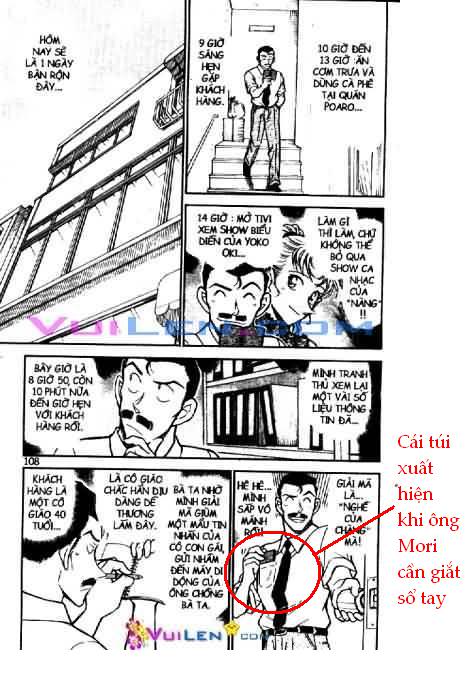 HÔM
NAY SẼ
LÀ 1 NGÀY
BẬN RỘN
ĐÂY...
9 GIỜ
SÁNG
HẸN
GẶP
KHÁCH
HÀNG.
10 GIỜ ĐẾN
13 GIỜ : ĂN
CƠM TRƯA VÀ
DÙNG CÀ PHÊ
TẠI QUÁN
POARO...
14 GIỜ : MỞ TIVI
XEM SHOW BIỂU
DIỄN CỦA YOKO
OKI...
LÀM GÌ
THÌ LÀM, CHỨ
KHÔNG THỂ
BỎ QUA
SHOW CA
NHẠC CỦA
"NÀNG"
!!
VUILEN.COM
BÂY GIỜ LÀ
8 GIỜ 50, CÒN
10 PHÚT NỮA
ĐẾN GIỜ HẸN
VỚI KHÁCH
HÀNG RỒI.
MÌNH TRANH
THỦ XEM LẠI
MỘT VÀI SỐ
LIỆU THÔNG
TIN ĐÃ...
108
KHÁCH
HÀNG LÀ
MỘT CÔ
GIÁO 40
TUỔI...
LÀ CÔ GIÁO
CHẮC HẲN DỊU
DÀNG DỄ
THƯƠNG
LẮM ĐÂY.
BÀ TA NHỜ
MÌNH GIẢI
MÃ GIÙM
MỘT MẨU TIN
NHẮN CỦA
CÔ CON GÁI,
GỬI NHẦM
ĐẾN MÁY DI
ĐỘNG CỦA
ÔNG CHỒNG
BÀ TA.
HÊ HÊ...
MÌNH
SẮP VÔ
MÁNH
RỒI!
GIẢI MÃ
LÀ...
"NGHỀ
CỦA
CHÀNG"
MÀ!
Cái túi
xuất
hiện
khi ông
Mori
cần giắt
sổ tay
VUILEN.COM